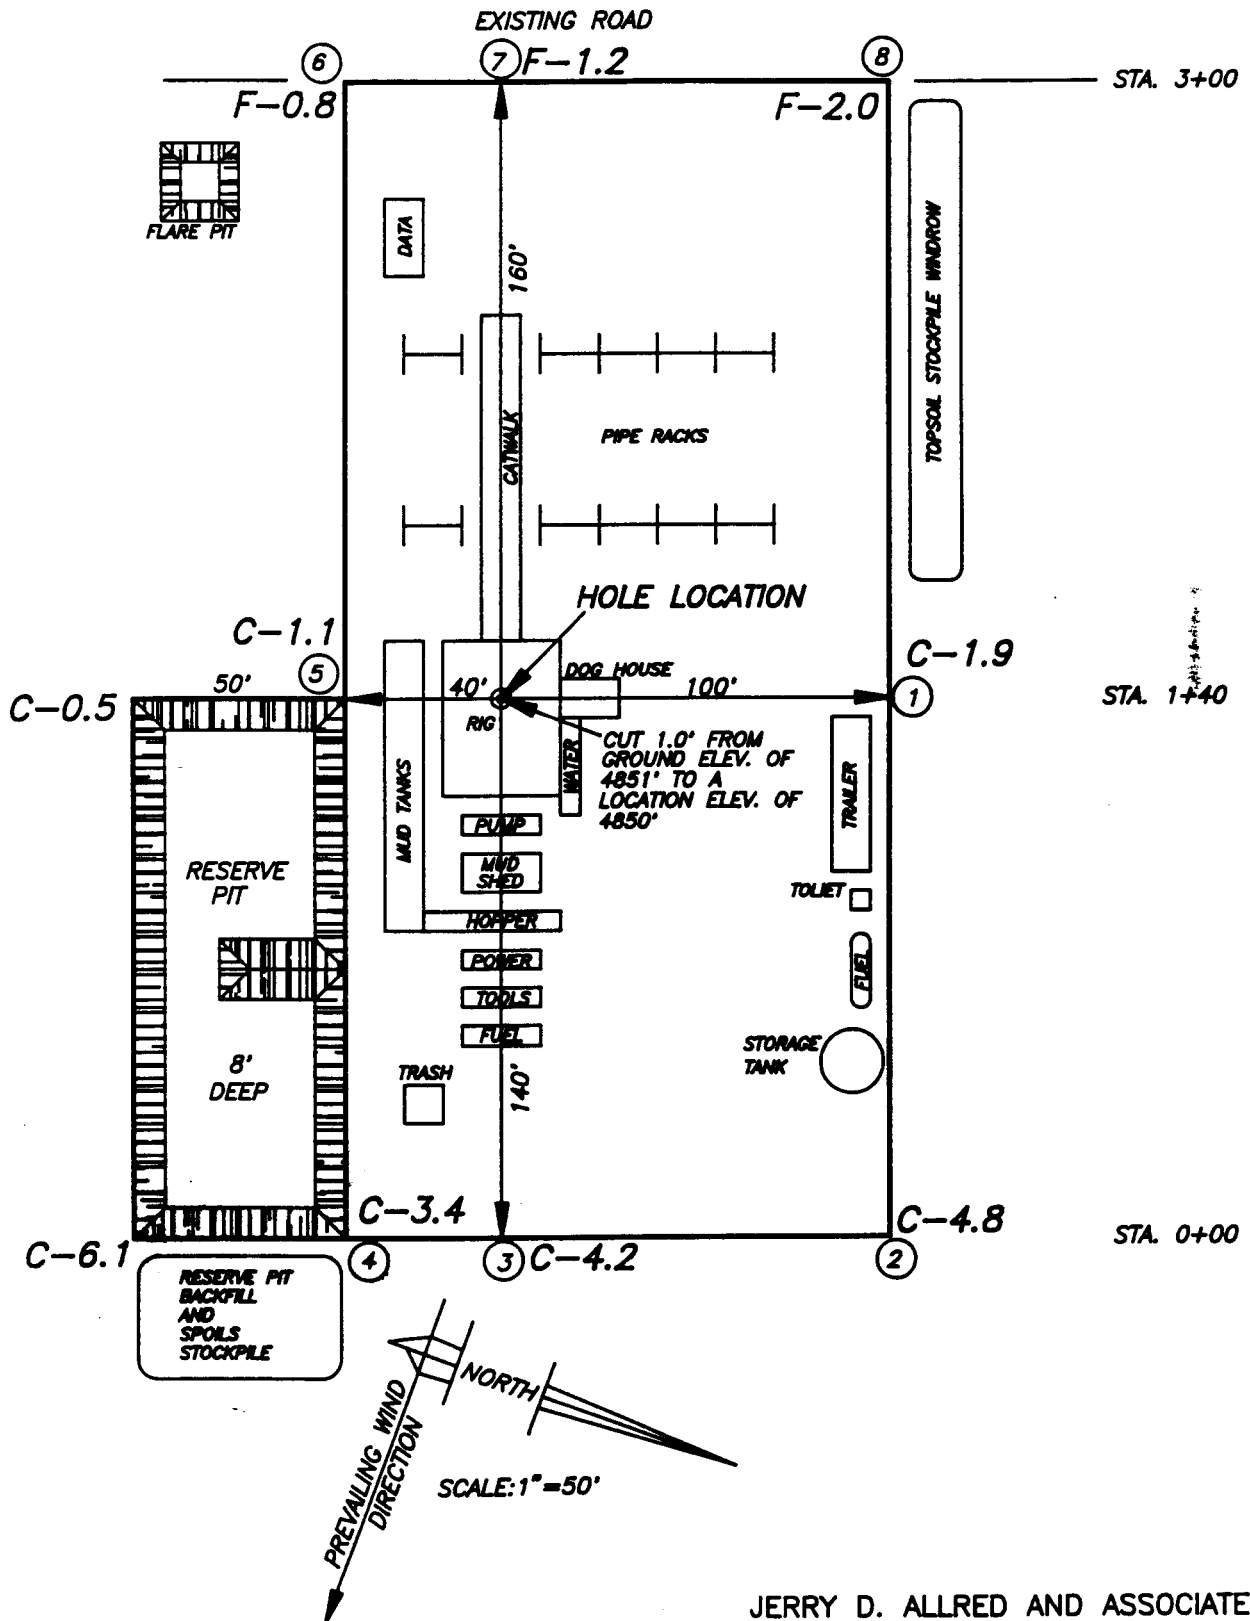 EXISTING ROAD
6
7
F-1.2
8
STA. 3+00
F-0.8
F-2.0
FLARE PIT
DATA
160'
TOPSOIL STOCKPILE WINDROW
CATWALK
PIPE RACKS
HOLE LOCATION
C-1.1
C-1.9
5
DOG HOUSE
50'
40'
100'
1
STA. 1+40
C-0.5
RIG
CUT 1.0' FROM
GROUND ELEV. OF
4851' TO A
LOCATION ELEV. OF
4850'
WATER
MUD TANKS
TRAILER
PUMP
MUD
SHED
RESERVE
PIT
TOLIET
HOPPER
POWER
FUEL
TOOLS
FUEL
STORAGE
TANK
8'
DEEP
TRASH
140'
C-3.4
C-4.8
C-6.1
4
3
C-4.2
2
STA. 0+00
RESERVE PIT
BACKFILL
AND
SPOILS
STOCKPILE
NORTH
PREVAILING WIND
DIRECTION
SCALE: 1"=50'
JERRY D. ALLRED AND ASSOCIATE